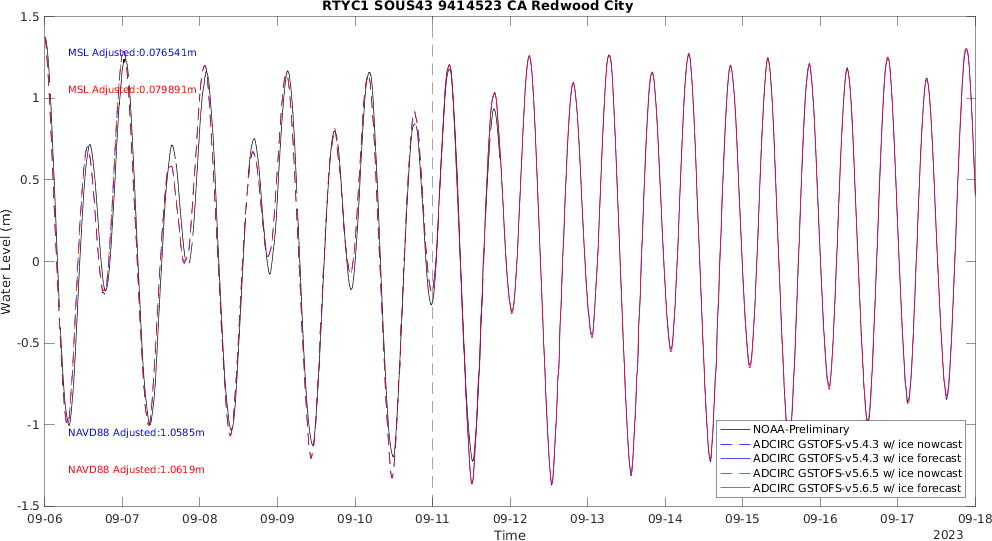 RTYC1 SOUS43 9414523 CA Redwood City
1.5
1
0.5
0
-0.5
-1
-1.5
Water Level (m)
MSL Adjusted:0.076541m
MSL Adjusted:0.079891m
NAVD88 Adjusted:1.0585m
NAVD88 Adjusted:1.0619m
NOAA-Preliminary
ADCIRC GSTOFS-v5.4.3 w/ ice nowcast
ADCIRC GSTOFS-v5.4.3 w/ ice forecast
ADCIRC GSTOFS-v5.6.5 w/ ice nowcast
ADCIRC GSTOFS-v5.6.5 w/ ice forecast
09-06 09-07 09-08 09-09 09-10 09-11 09-12 09-13 09-14 09-15 09-16 09-17 09-18
Time
2023